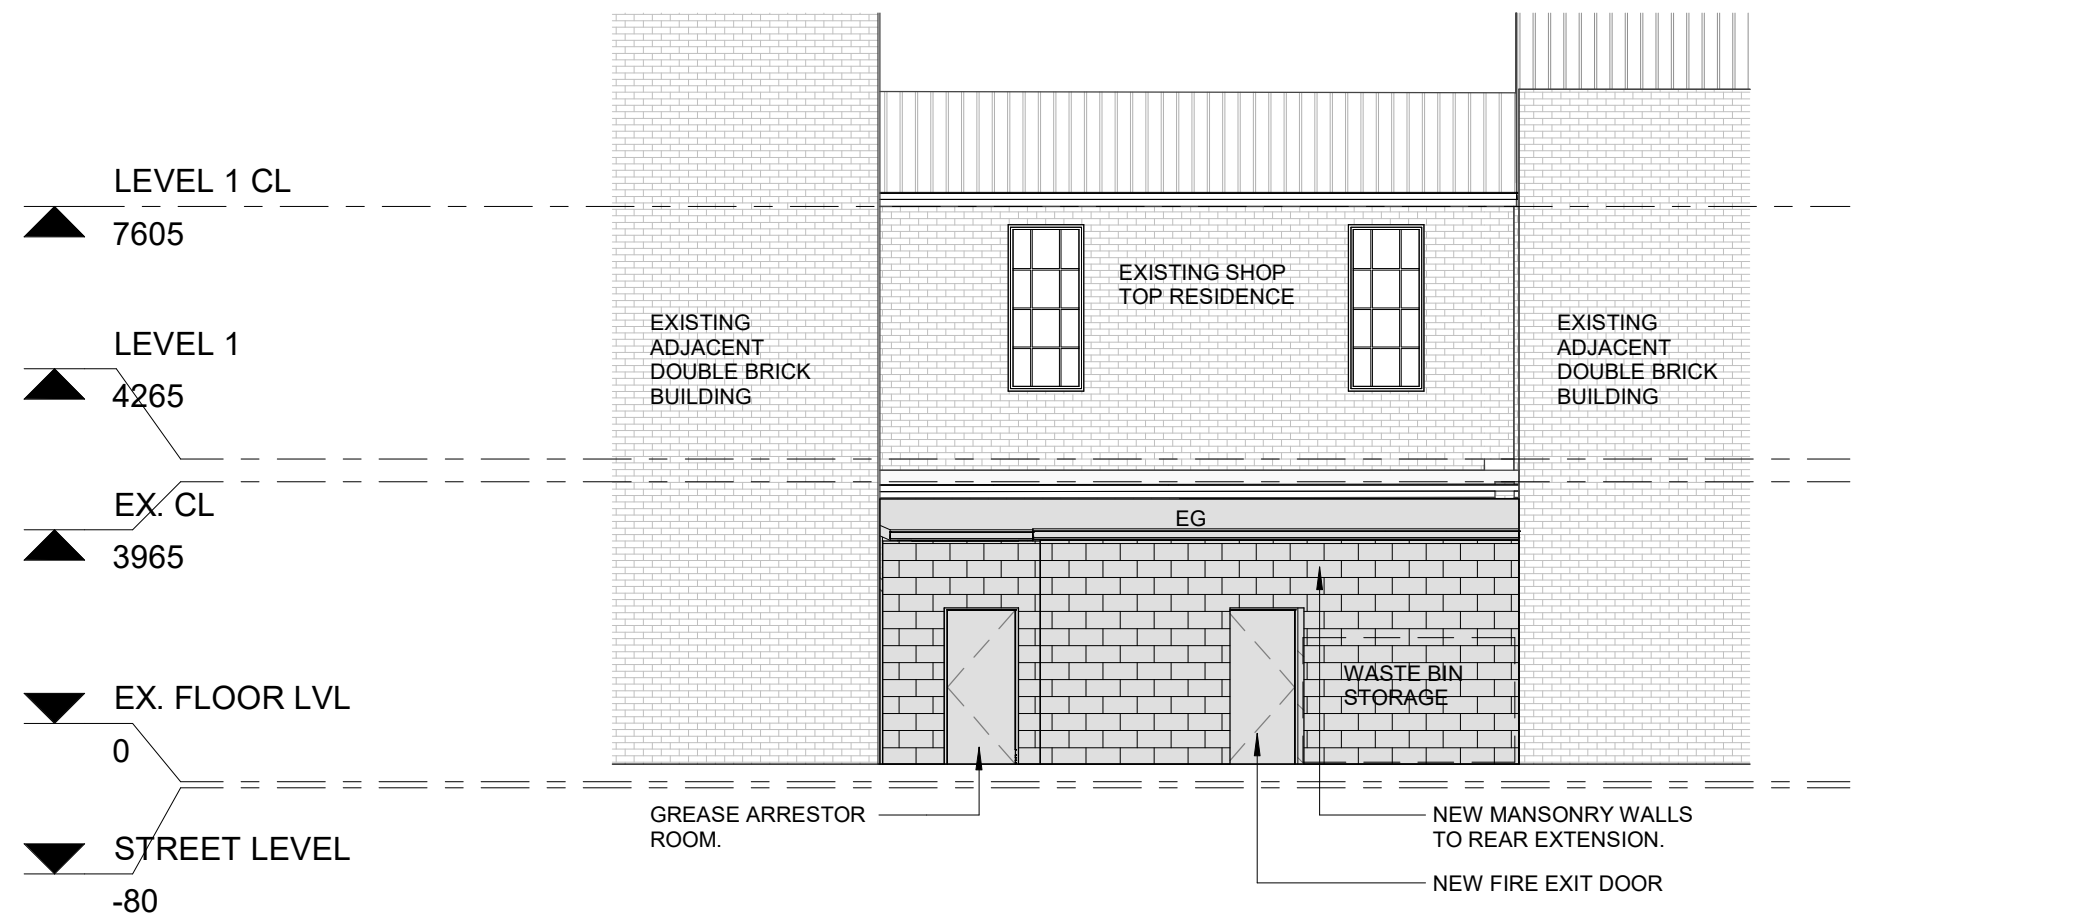 LEVEL 1 CL
7605
LEVEL 1
4265
EX. CL
3965
EX. FLOOR LVL
0
STREET LEVEL
-80
EXISTING
ADJACENT
DOUBLE BRICK
BUILDING
EXISTING SHOP
TOP RESIDENCE
EXISTING
ADJACENT
DOUBLE BRICK
BUILDING
EG
WASTE BIN
STORAGE
GREASE ARRESTOR
ROOM.
NEW MANSONRY WALLS
TO REAR EXTENSION.
NEW FIRE EXIT DOOR